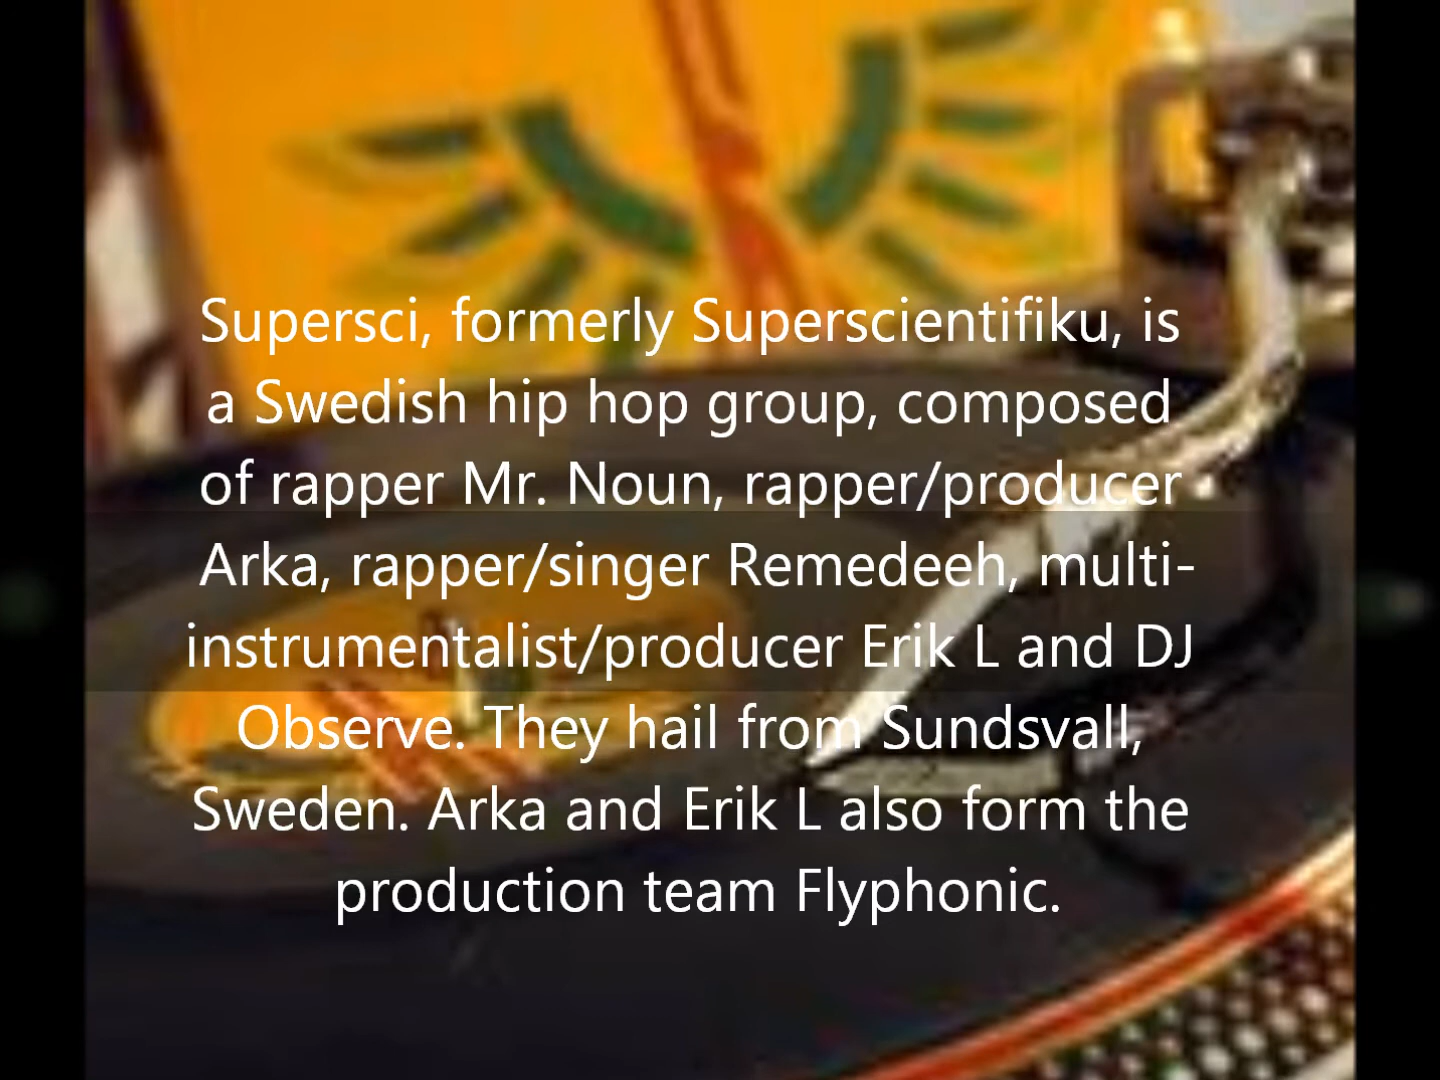 Supersci, formerly Superscientifiku, is
a Swedish hip hop group, composed
of rapper Mr. Noun, rapper/producer
Arka, rapper/singer Remedeeh, multi-
instrumentalist/producer Erik L and DJ
Observe. They hail from Sundsvall,
Sweden. Arka and Erik L also form the
production team Flyphonic.